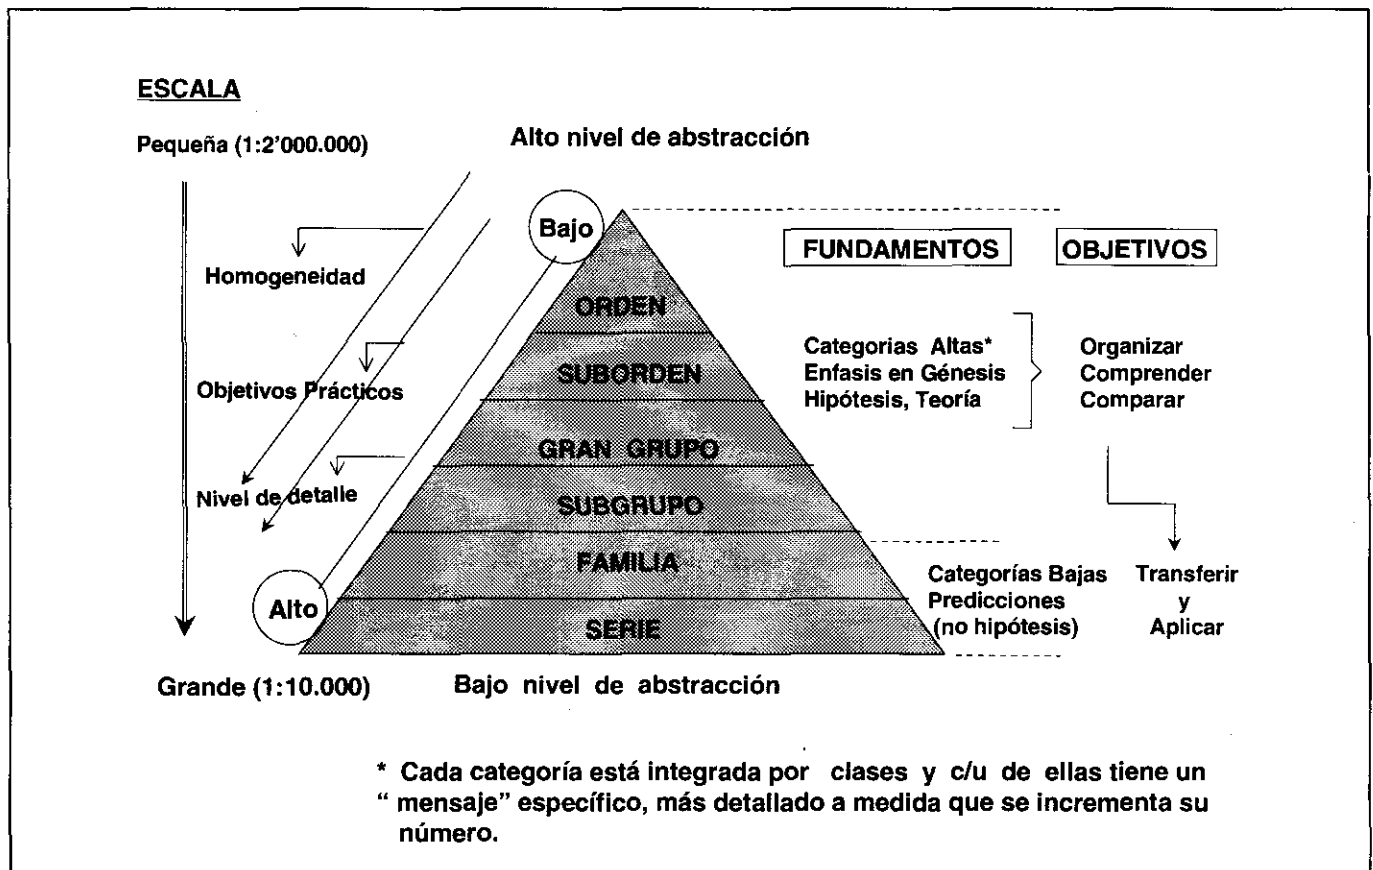 ESCALA
Pequeña (1:2'000.000)
Alto nivel de abstracción
Bajo
Homogeneidad
Objetivos Prácticos
Nivel de detalle
Alto
Grande (1:10.000)
ORDEN
SUBORDEN
GRAN GRUPO
SUBGRUPO
FAMILIA
SERIE
Bajo nivel de abstracción
FUNDAMENTOS
OBJETIVOS
Categorias Altas*
Enfasis en Génesis
Hipótesis, Teoría
Organizar
Comprender
Comparar
Categorías Bajas
Predicciones
(no hipótesis)
Transferir
y
Aplicar
* Cada categoría está integrada por clases y c/u de ellas tiene un
“ mensaje” específico, más detallado a medida que se incrementa su
número.